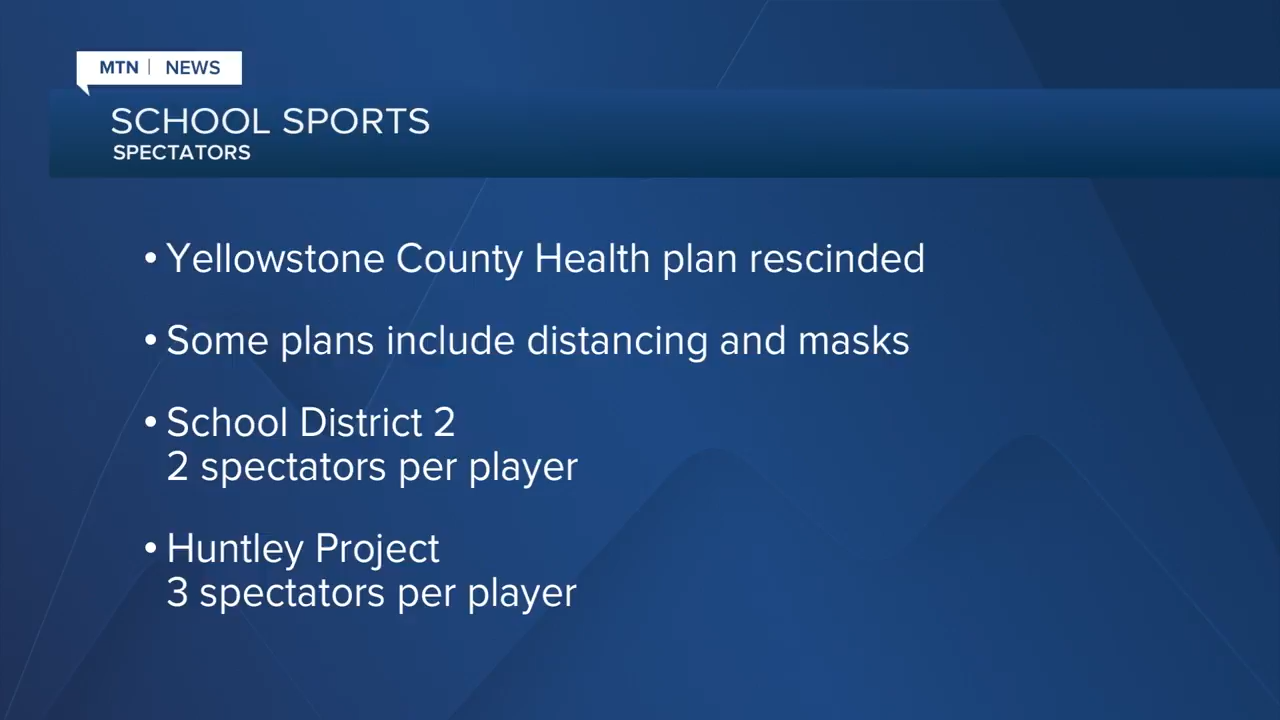 MTN | NEWS
SCHOOL SPORTS
SPECTATORS
• Yellowstone County Health plan rescinded
• Some plans include distancing and masks
• School District 2
2 spectators per player
• Huntley Project
3 spectators per player